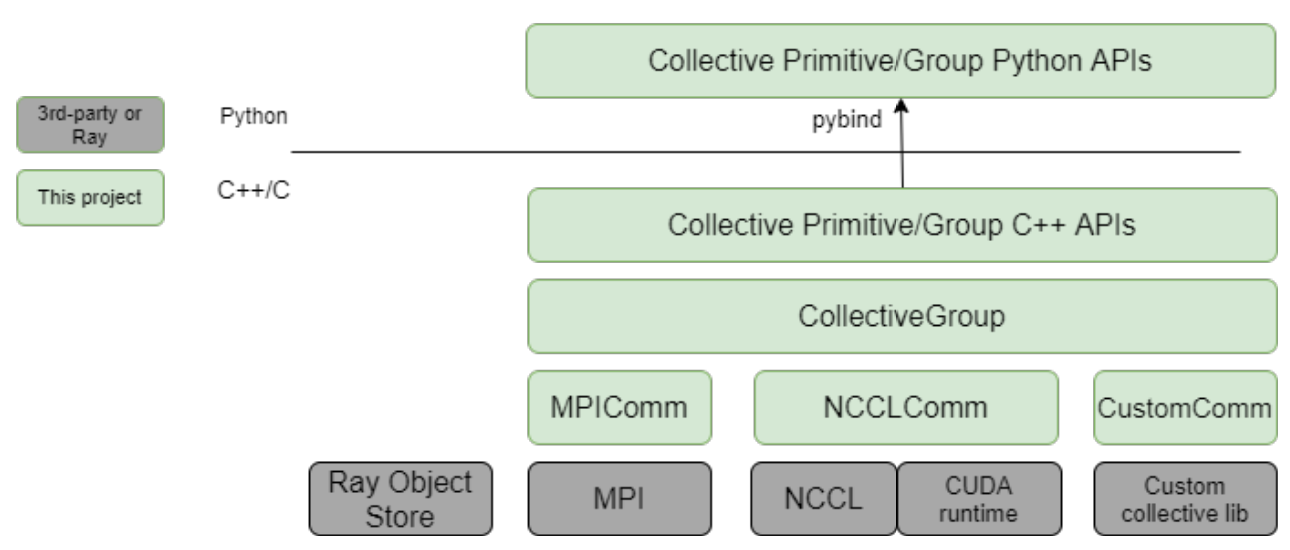 Collective Primitive/Group Python APIs
3rd-party or
Ray
Python
pybind
This project
C++/C
Collective Primitive/Group C++ APIs
CollectiveGroup
MPIComm
NCCLComm
CustomComm
Ray Object
Store
MPI
NCCL
CUDA
runtime
Custom
collective lib